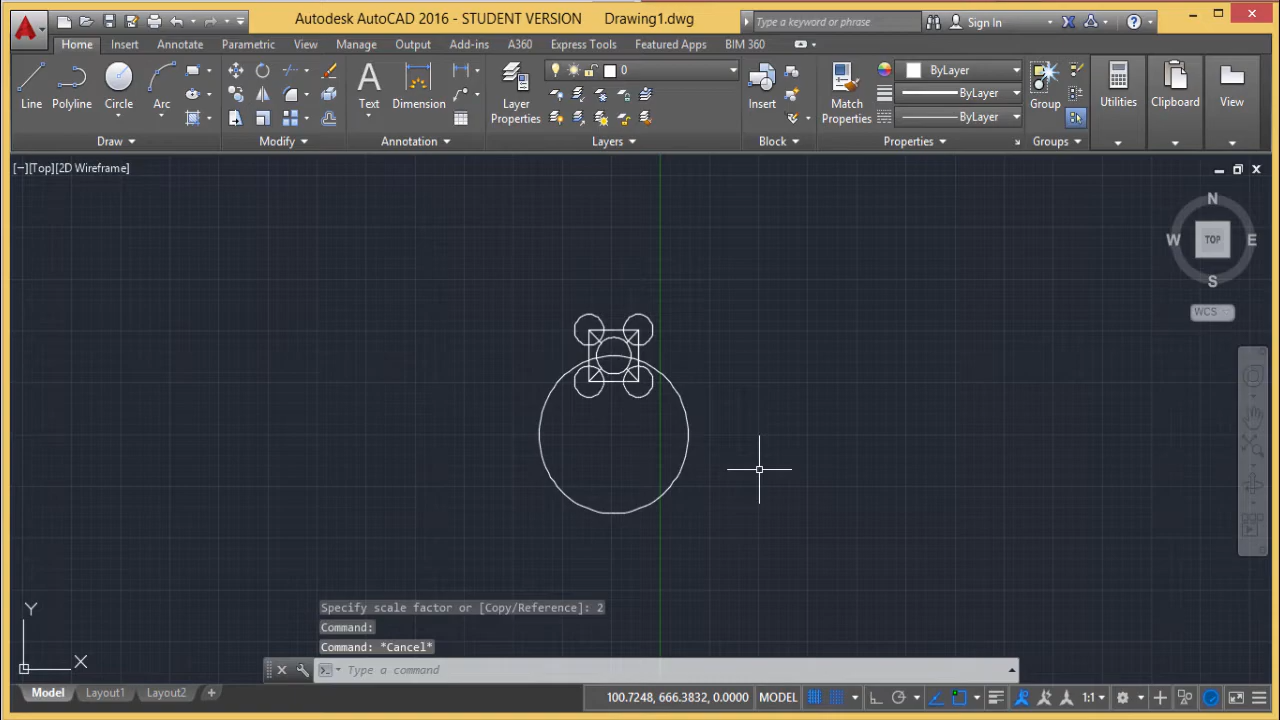 Autodesk AutoCAD 2016 - STUDENT VERSION Drawing1.dwg
Type a keyword or phrase
Sign In
Home Insert Annotate Parametric View Manage Output Add-ins A360 Express Tools Featured Apps BIM 360
0
ByLayer
ByLayer
ByLayer
Line Polyline Circle Arc Text Dimension Layer Properties Insert Match Properties Group Utilities Clipboard View
Draw Modify Annotation Layers Block Properties Groups
[−][Top][2D Wireframe]
N
W TOP E
S
WCS
Y
X
Specify scale factor or [Copy/Reference]: 2
Command:
Command: *Cancel*
Type a command
Model Layout1 Layout2 +
100.7248, 666.3832, 0.0000 MODEL 1:1